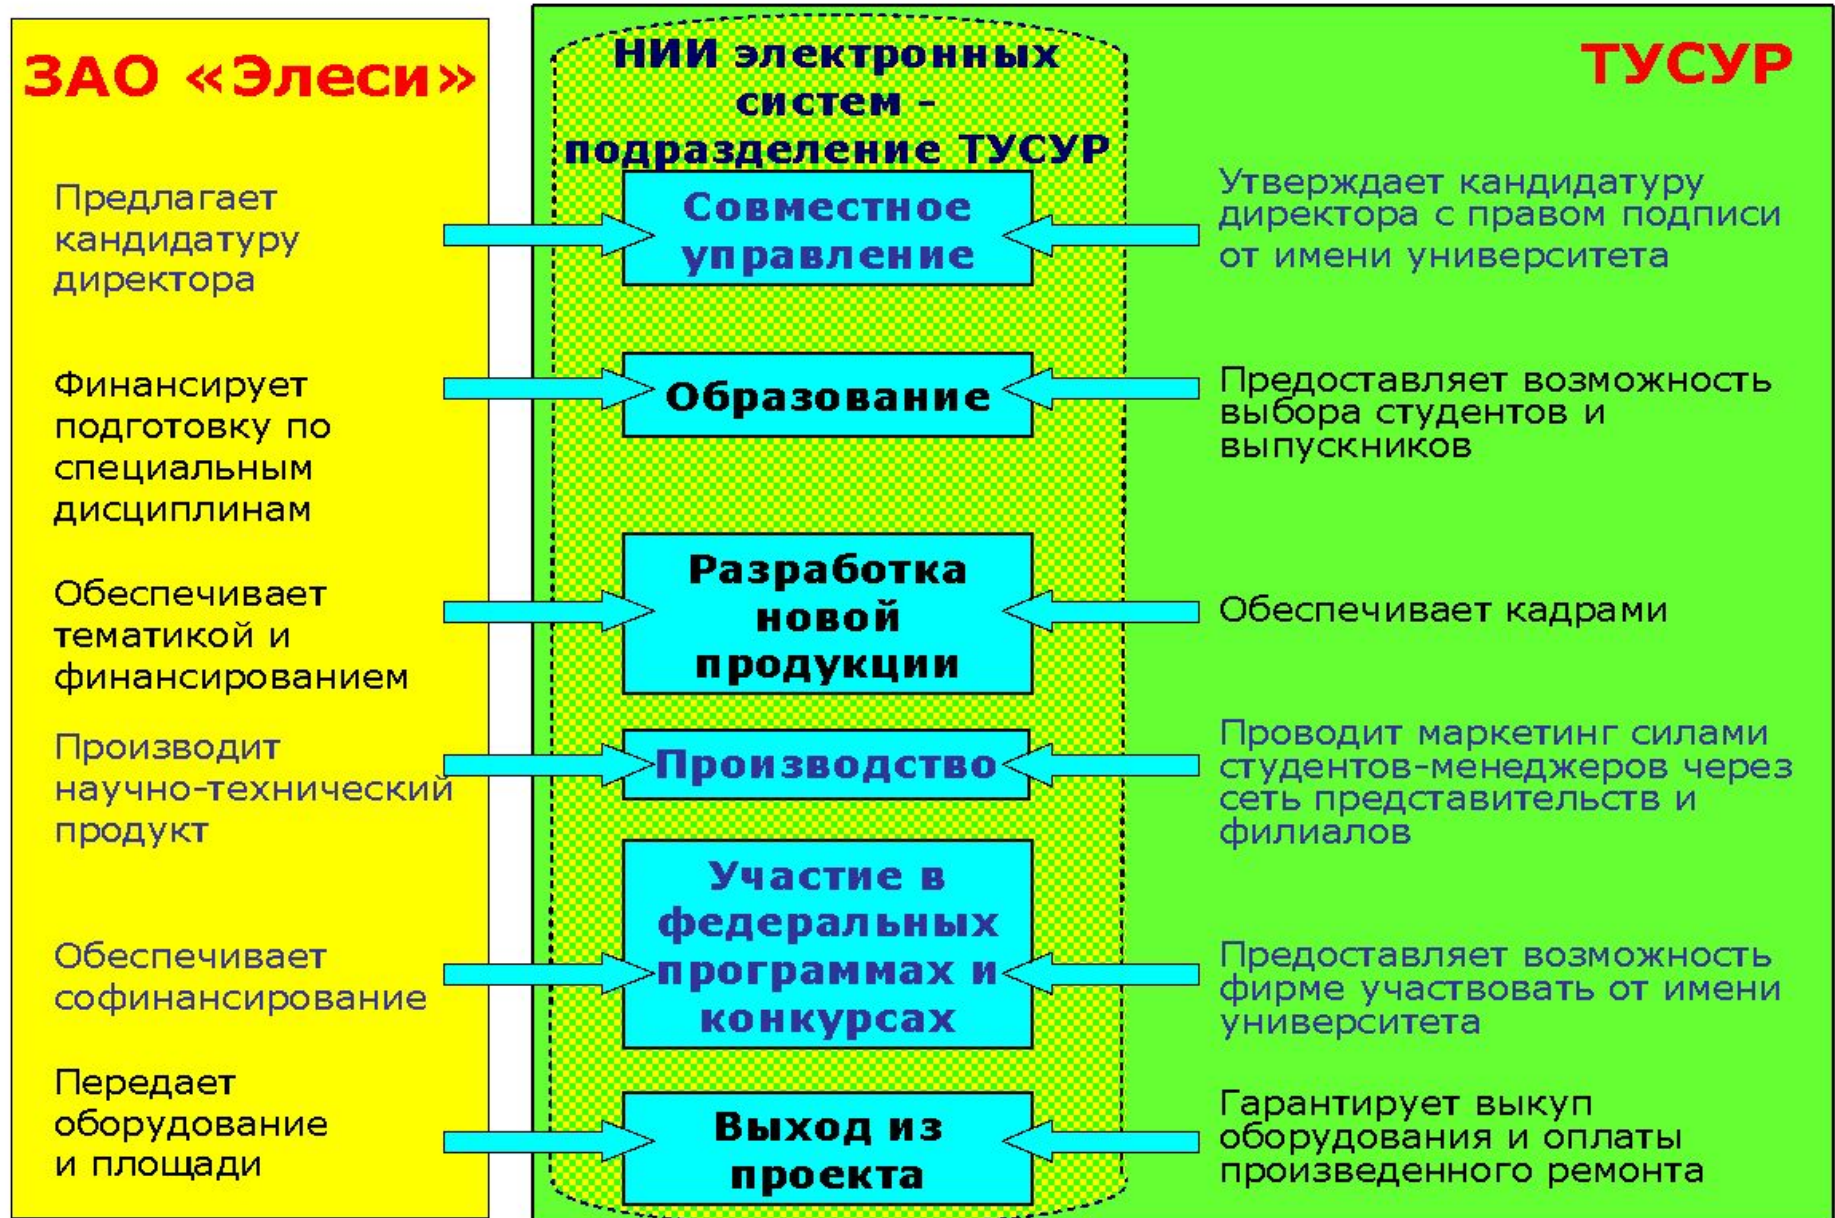 ЗАО «Элеси»
НИИ электронных
систем -
подразделение ТУСУР
ТУСУР
Предлагает
кандидатуру
директора
Совместное
управление
Утверждает кандидатуру
директора с правом подписи
от имени университета
Финансирует
подготовку по
специальным
дисциплинам
Образование
Предоставляет возможность
выбора студентов и
выпускников
Обеспечивает
тематикой и
финансированием
Разработка
новой
продукции
Обеспечивает кадрами
Производит
научно-технический
продукт
Производство
Проводит маркетинг силами
студентов-менеджеров через
сеть представительств и
филиалов
Обеспечивает
софинансирование
Участие в
федеральных
программах и
конкурсах
Предоставляет возможность
фирме участвовать от имени
университета
Передает
оборудование
и площади
Выход из
проекта
Гарантирует выкуп
оборудования и оплаты
произведенного ремонта